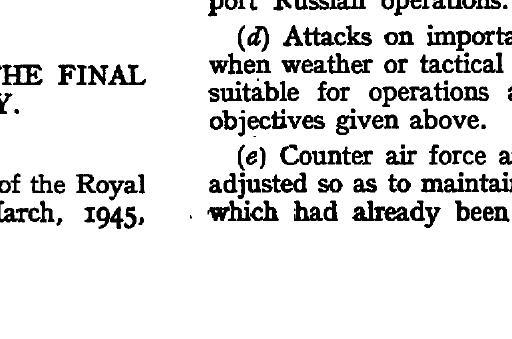 THE FINAL
Y.
of the Royal
March, 1945,
port Russian operations.
(d) Attacks on
when weather or tactical
suitable for operations
objectives given above.
(e) Counter air force
adjusted so as to maintain
which had already been